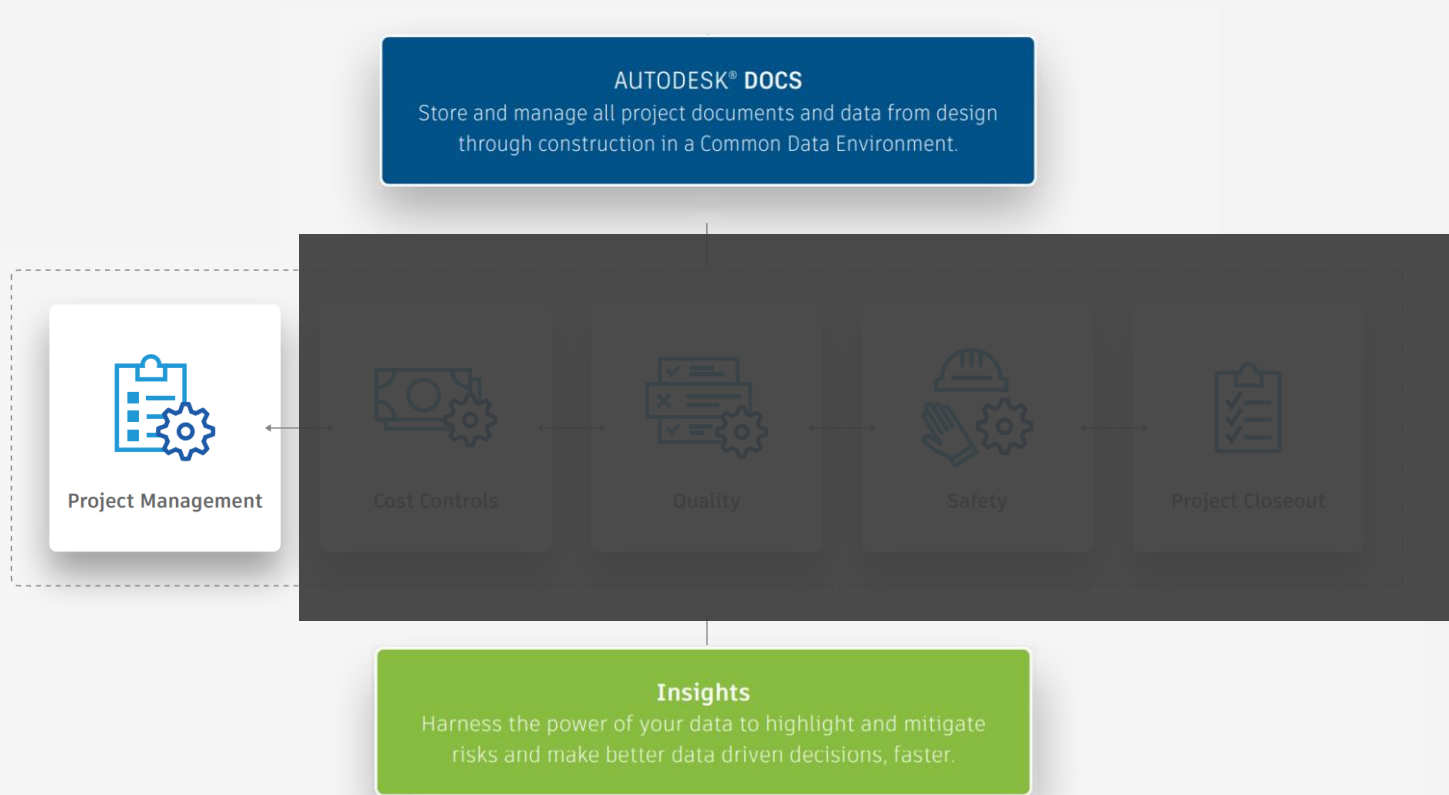 AUTODESK® DOCS
Store and manage all project documents and data from design
through construction in a Common Data Environment.
Project Management
Cost Controls
Quality
Safety
Project Closeout
Insights
Harness the power of your data to highlight and mitigate
risks and make better data driven decisions, faster.